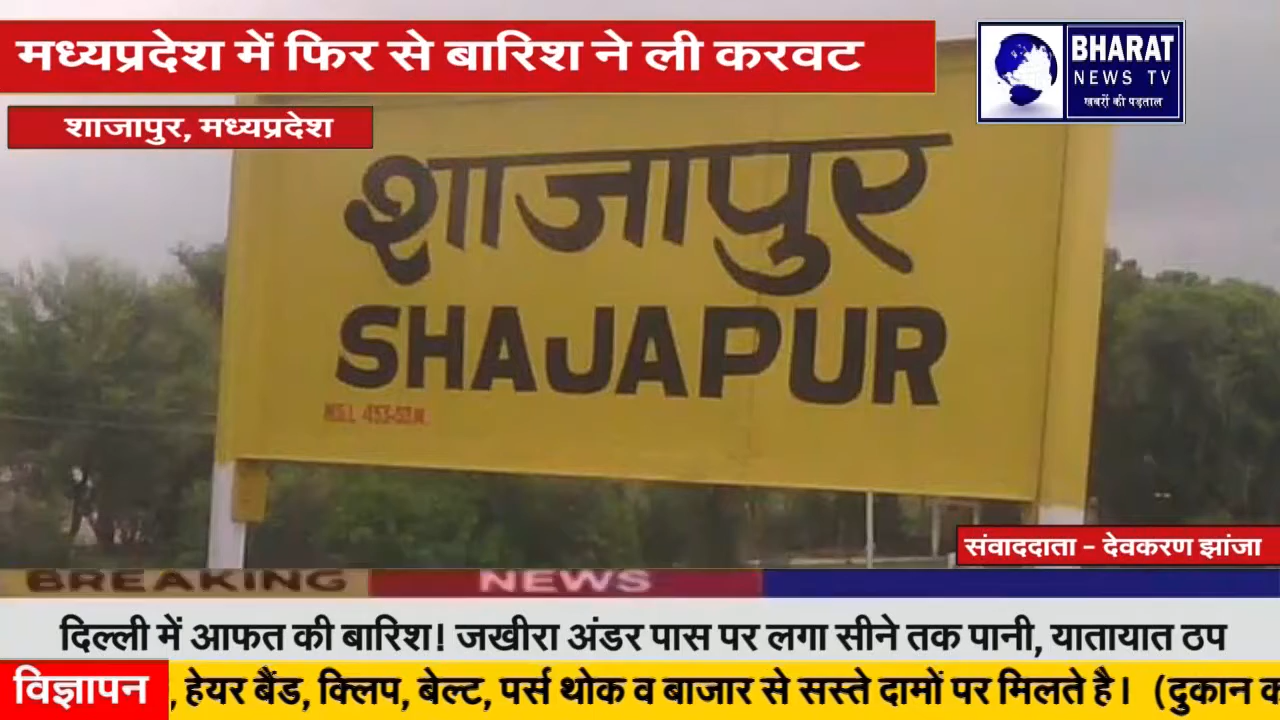 मध्यप्रदेश में फिर से बारिश ने ली करवट
BHARAT
NEWS TV
खबरों की पड़ताल
शाजापुर, मध्यप्रदेश
शाजापुर
SHAJAPUR
संवाददाता - देवकरण झांजा
BREAKING NEWS
दिल्ली में आफत की बारिश! जखीरा अंडर पास पर लगा सीने तक पानी, यातायात ठप
विज्ञापन , हेयर बैंड, क्लिप, बेल्ट, पर्स थोक व बाजार से सस्ते दामों पर मिलते है। (दुकान